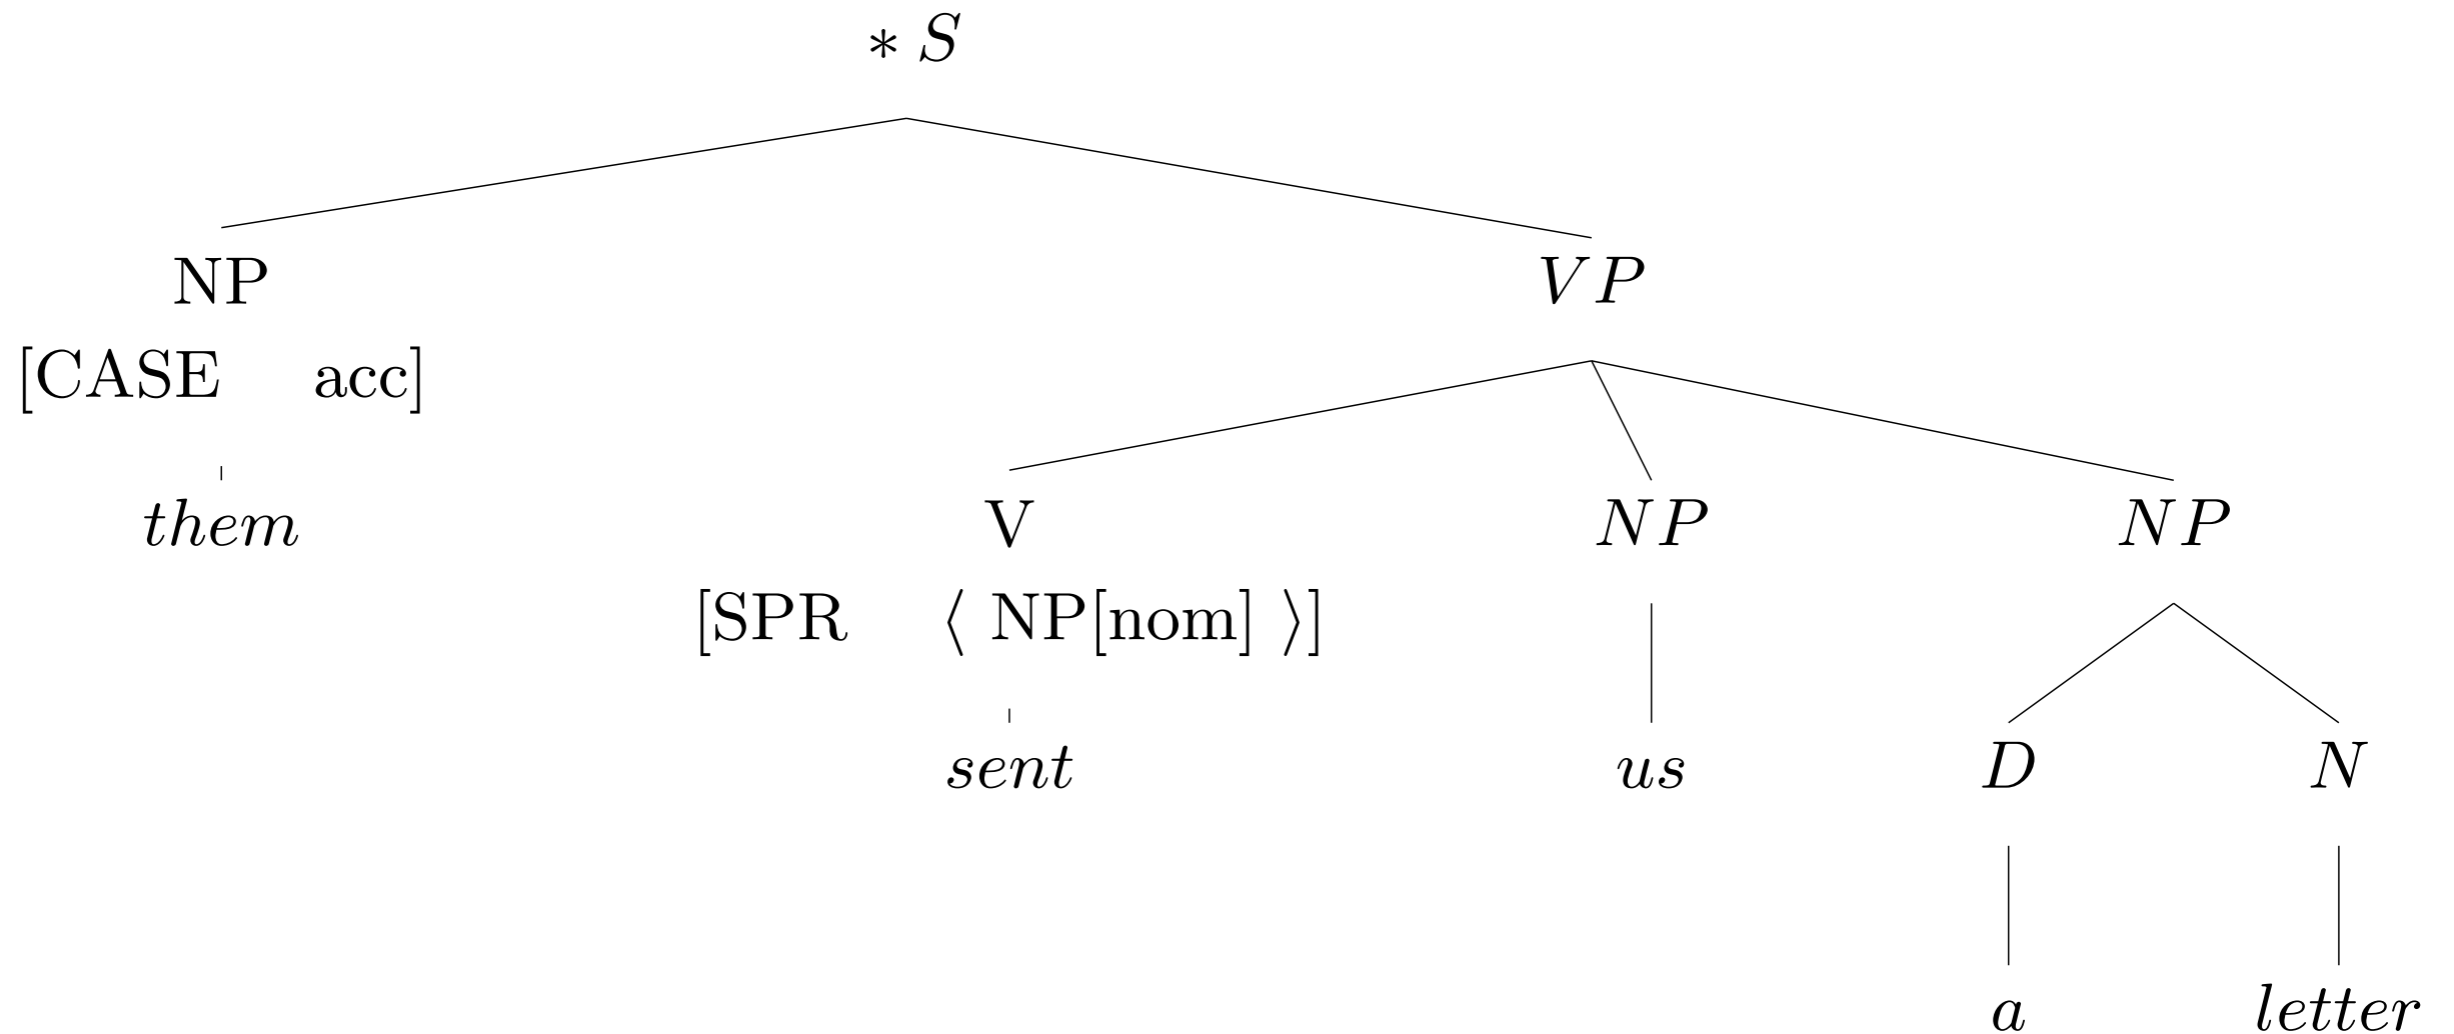 * S
NP VP
[CASE acc]
them V NP NP
[SPR ⟨ NP[nom] ⟩]
sent us D N
a letter